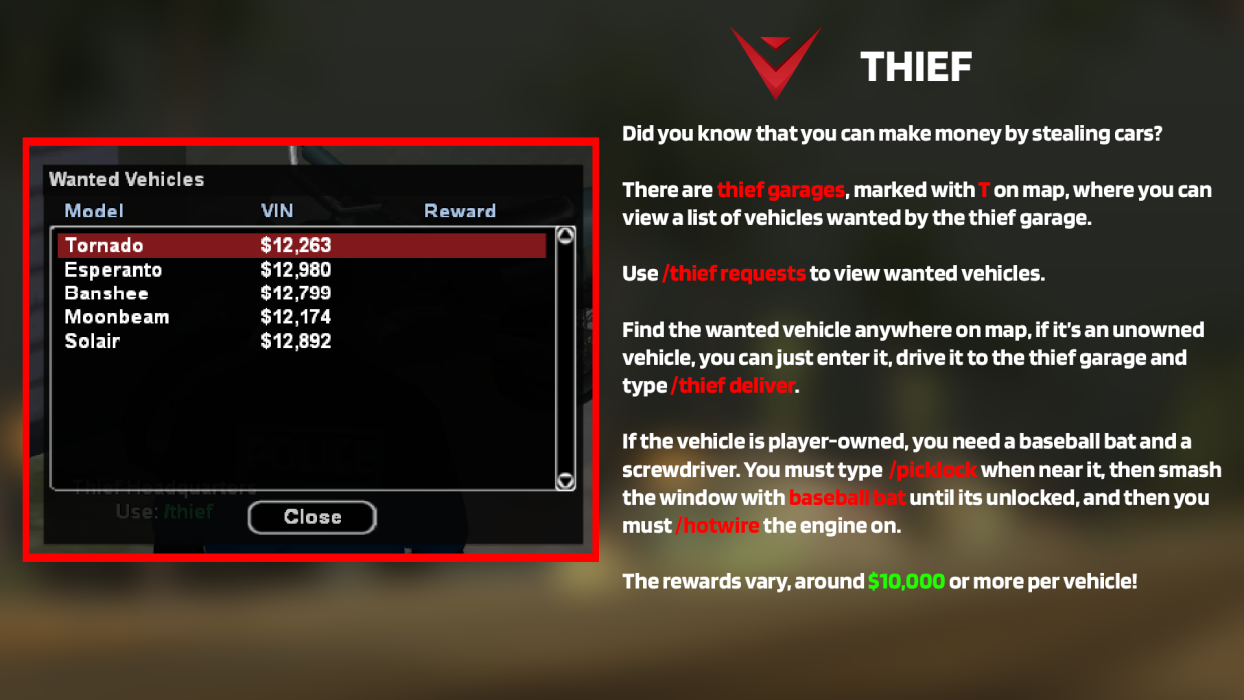 THIEF
Did you know that you can make money by stealing cars?
There are thief garages, marked with T on map, where you can
view a list of vehicles wanted by the thief garage.
Use /thief requests to view wanted vehicles.
Find the wanted vehicle anywhere on map, if it's an unowned
vehicle, you can just enter it, drive it to the thief garage and
type /thief deliver.
If the vehicle is player-owned, you need a baseball bat and a
screwdriver. You must type /picklock when near it, then smash
the window with baseball bat until its unlocked, and then you
must /hotwire the engine on.
The rewards vary, around $10,000 or more per vehicle!
Wanted Vehicles
Model VIN Reward
Tornado $12,263
Esperanto $12,980
Banshee $12,799
Moonbeam $12,174
Solair $12,892
POLICE
Thief Headquarters
Use: /thief
Close